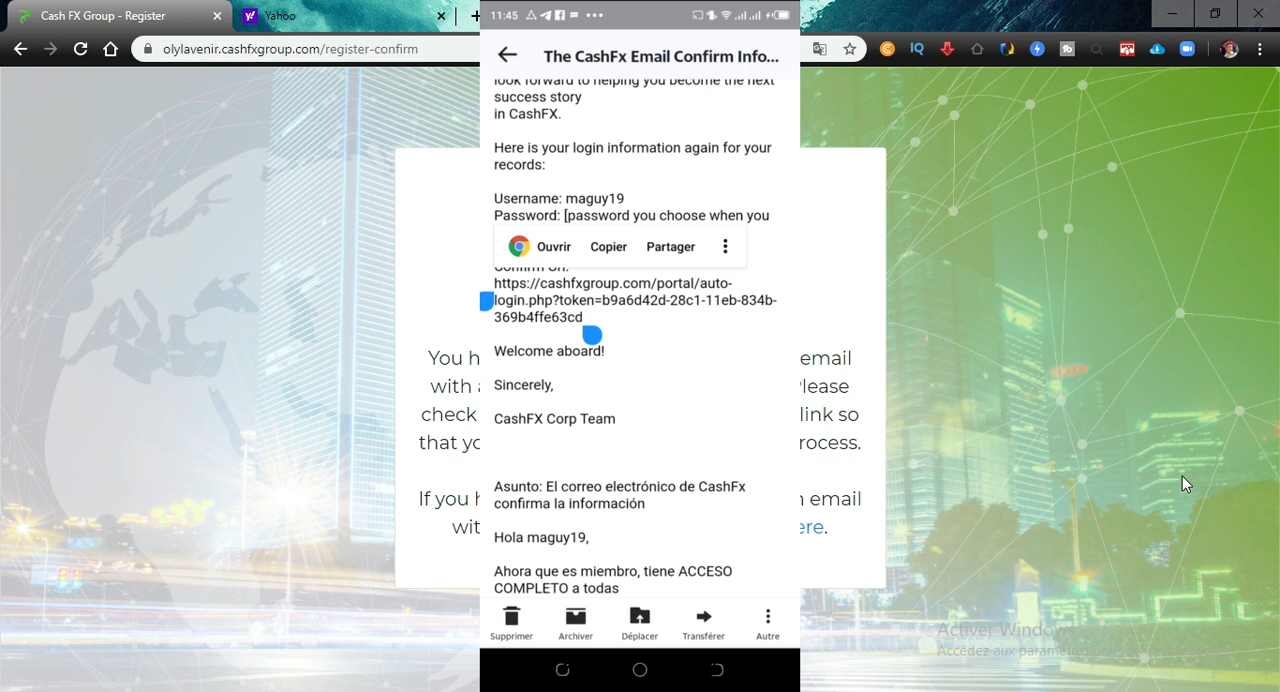 Cash FX Group - Register
Yahoo
olylavenir.cashfxgroup.com/register-confirm
11:45
The CashFx Email Confirm Info...
look forward to helping you become the next
success story
in CashFX.
Here is your login information again for your
records:
Username: maguy19
Password: [password you choose when you
Ouvrir Copier Partager
Confirm Url:
https://cashfxgroup.com/portal/auto-
login.php?token=b9a6d42d-28c1-11eb-834b-
369b4ffe63cd
Welcome aboard!
Sincerely,
CashFX Corp Team
Asunto: El correo electrónico de CashFx
confirma la información
Hola maguy19,
Ahora que es miembro, tiene ACCESO
COMPLETO a todas
Supprimer Archiver Déplacer Transférer Autre
You h email
with a Please
check link so
that yo rocess.
If you h email
wit ere.
IQ
Activer Windows
Accédez aux